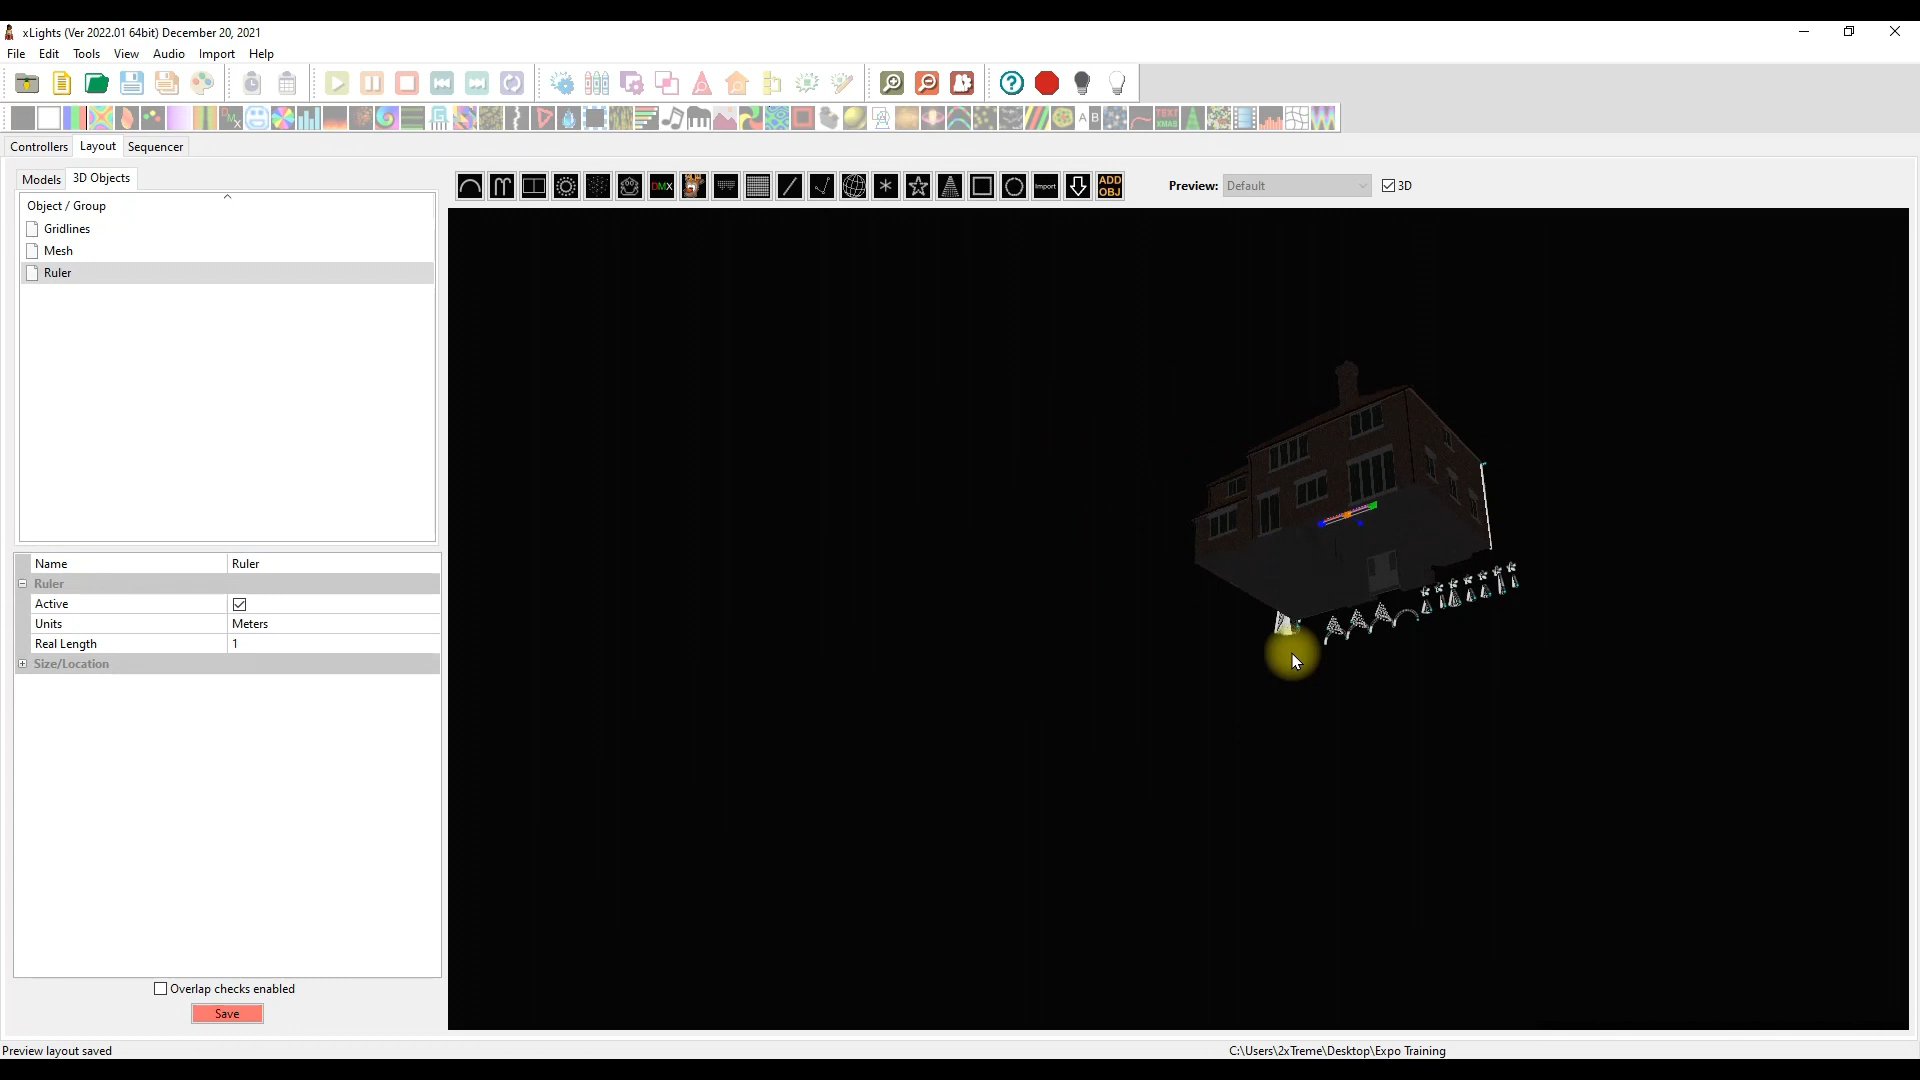 xLights (Ver 2022.01 64bit) December 20, 2021
File Edit Tools View Audio Import Help
Controllers Layout Sequencer
Models 3D Objects
DMX Import ADD OBJ Preview: Default 3D
Object / Group
Gridlines
Mesh
Ruler
Name Ruler
Ruler
Active
Units Meters
Real Length 1
Size/Location
Overlap checks enabled
Save
Preview layout saved C:\Users\2xTreme\Desktop\Expo Training